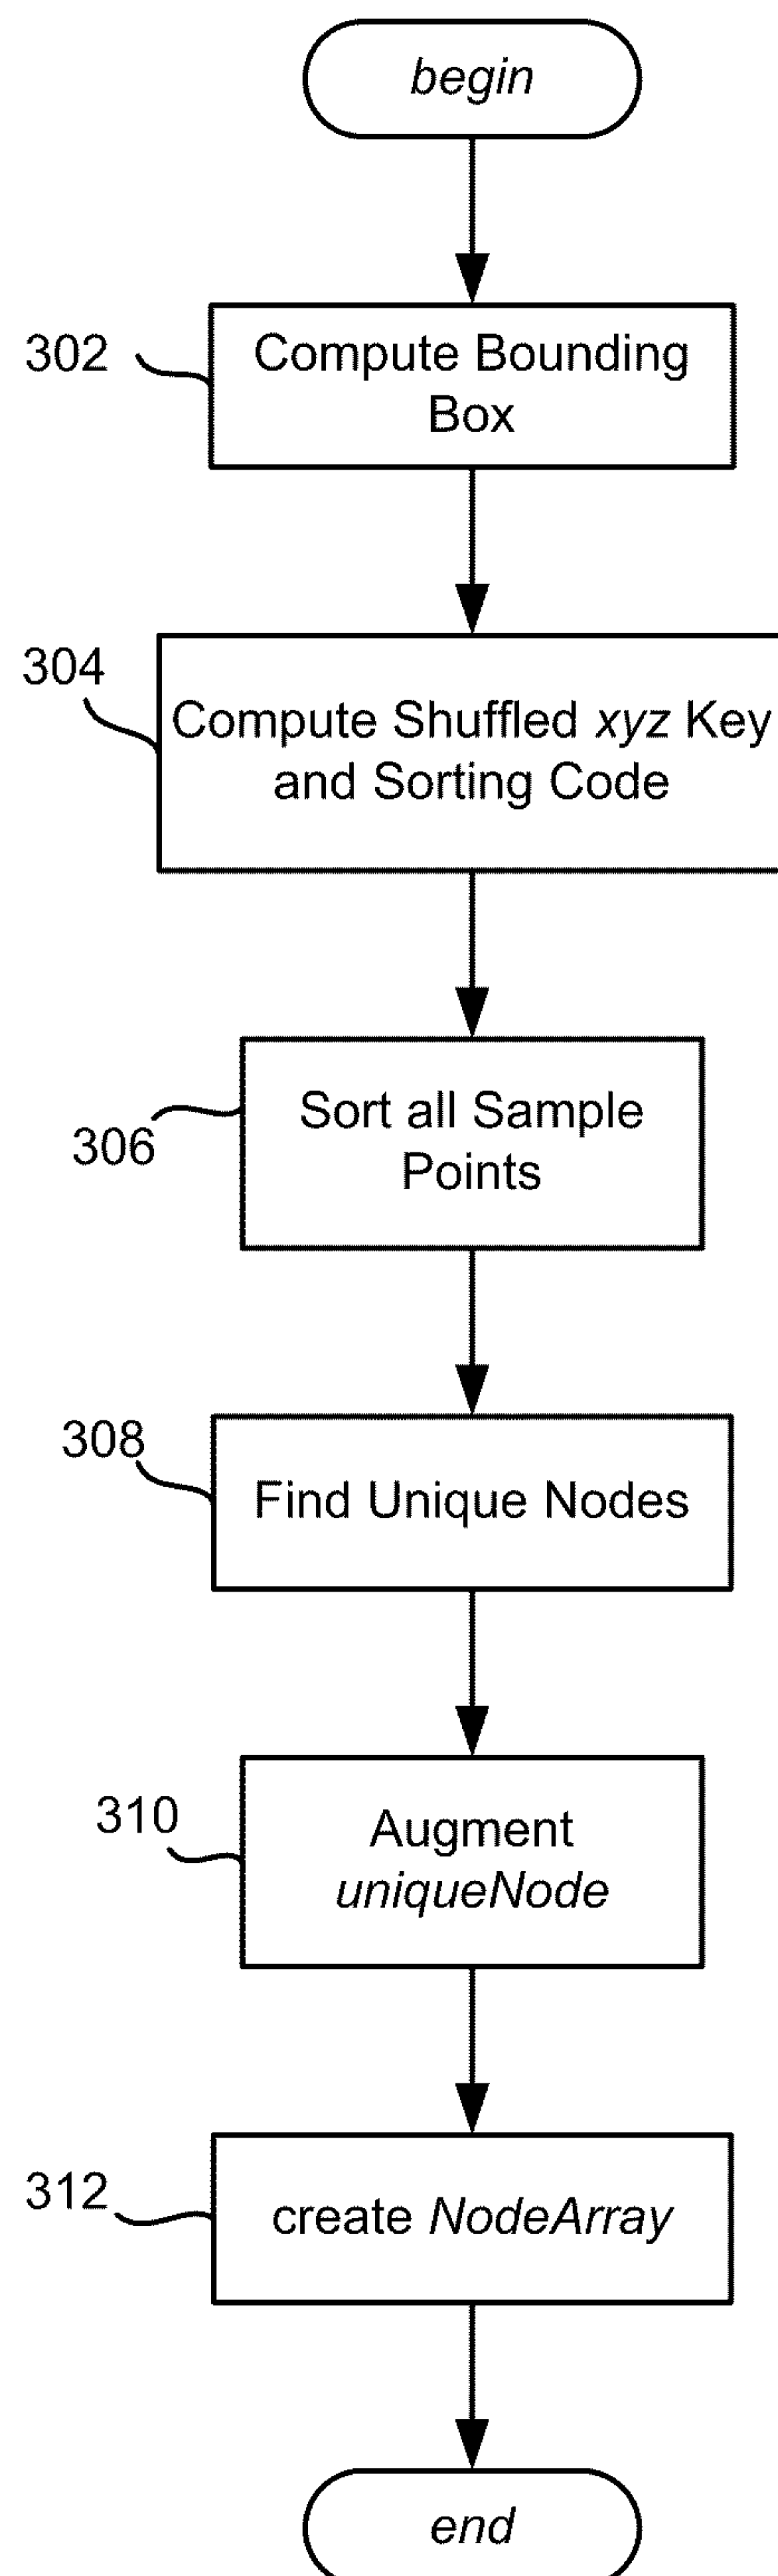 begin
302
Compute Bounding
Box
304
Compute Shuffled xyz Key
and Sorting Code
306
Sort all Sample
Points
308
Find Unique Nodes
310
Augment
uniqueNode
312
create NodeArray
end